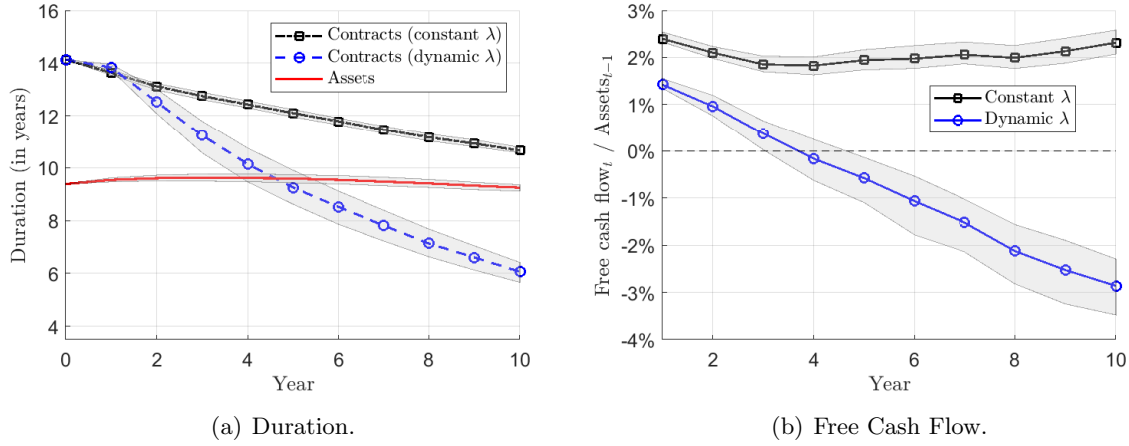 16
14
12
10
8
6
4
0
2
4
6
8
10
Duration (in years)
Year
Contracts (constant λ)
Contracts (dynamic λ)
Assets
(a) Duration.
3%
2%
1%
0%
-1%
-2%
-3%
-4%
2
4
6
8
10
Free cash flow_t / Assets_{t−1}
Year
Constant λ
Dynamic λ
(b) Free Cash Flow.